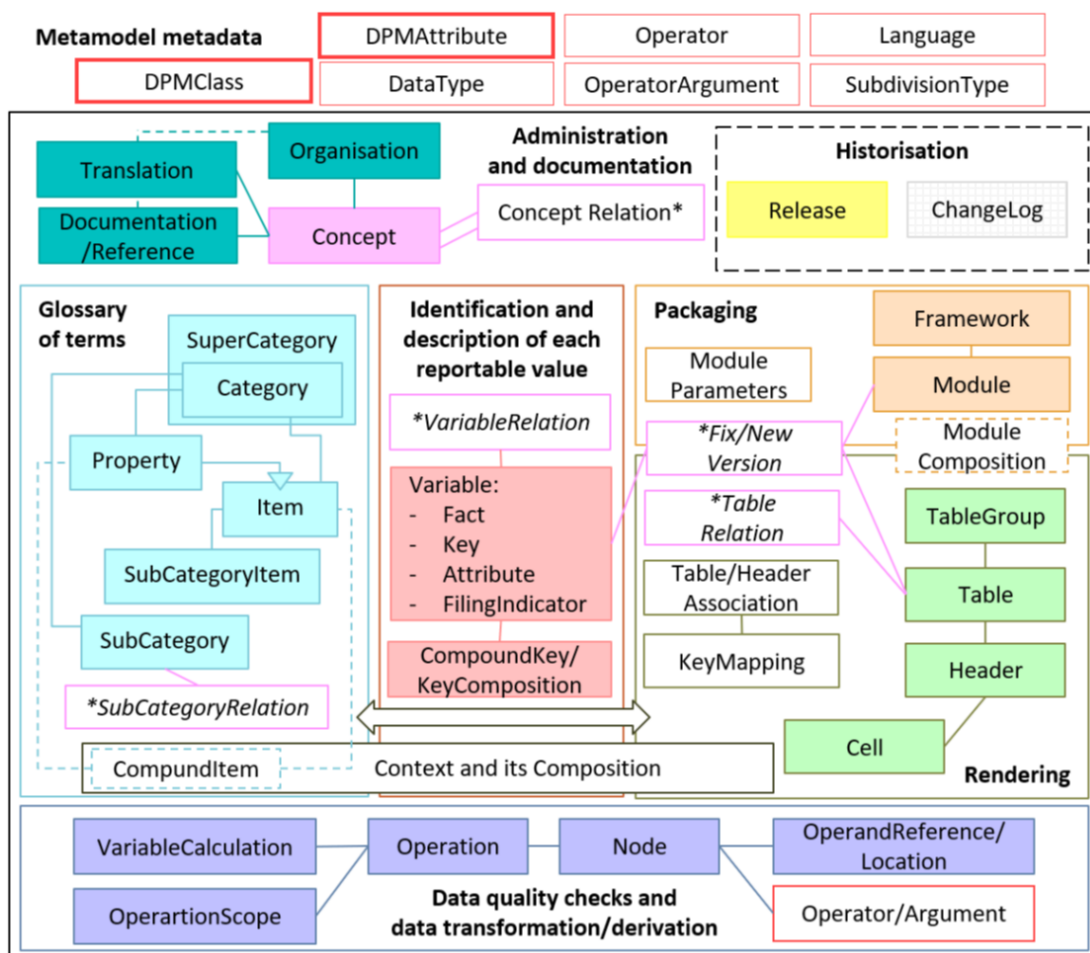 Metamodel metadata
DPMAttribute
Operator
Language
DPMClass
DataType
OperatorArgument
SubdivisionType
Translation
Organisation
Administration
and documentation
Historisation
Documentation
/Reference
Concept
Concept Relation*
Release
ChangeLog
Glossary
of terms
SuperCategory
Category
Property
Item
SubCategoryItem
SubCategory
*SubCategoryRelation
CompundItem
Identification and
description of each
reportable value
*VariableRelation
Variable:
- Fact
- Key
- Attribute
- FilingIndicator
CompoundKey/
KeyComposition
Context and its Composition
Packaging
Framework
Module
Parameters
Module
*Fix/New
Version
Module
Composition
*Table
Relation
TableGroup
Table/Header
Association
Table
KeyMapping
Header
Cell
Rendering
VariableCalculation
Operation
Node
OperandReference/
Location
OperartionScope
Data quality checks and
data transformation/derivation
Operator/Argument